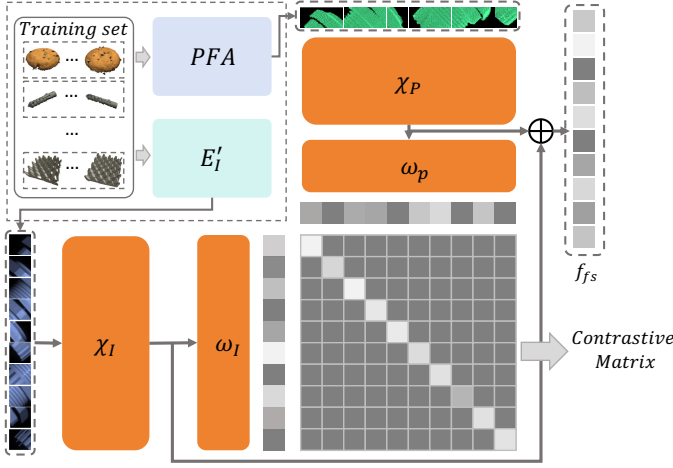 Training set
...
...
...
...
PFA
E'_I
χ_P
ω_p
χ_I
ω_I
f_fs
Contrastive
Matrix